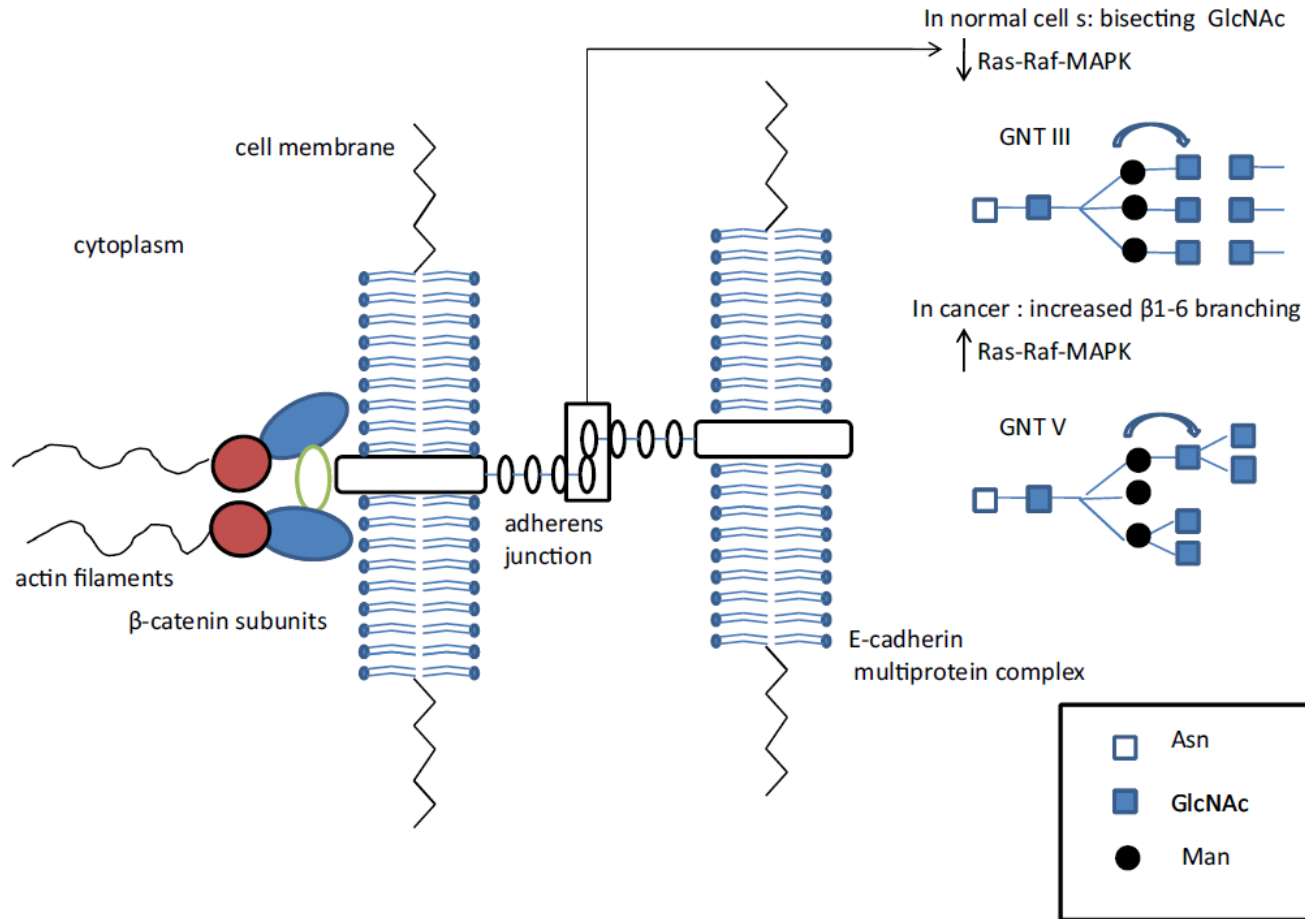 In normal cell s: bisecting GlcNAc
Ras-Raf-MAPK
cell membrane
GNT III
cytoplasm
In cancer : increased β1-6 branching
Ras-Raf-MAPK
GNT V
adherens
junction
actin filaments
β-catenin subunits
E-cadherin
multiprotein complex
Asn
GlcNAc
Man